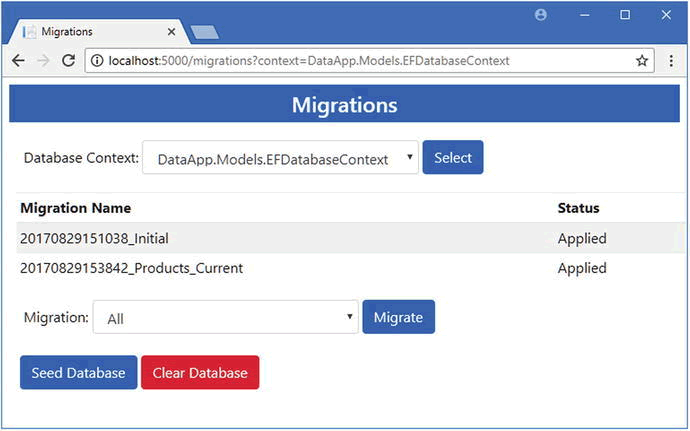 Migrations
localhost:5000/migrations?context=DataApp.Models.EFDatabaseContext
Migrations
Database Context: DataApp.Models.EFDatabaseContext Select
Migration Name Status
20170829151038_Initial Applied
20170829153842_Products_Current Applied
Migration: All Migrate
Seed Database Clear Database